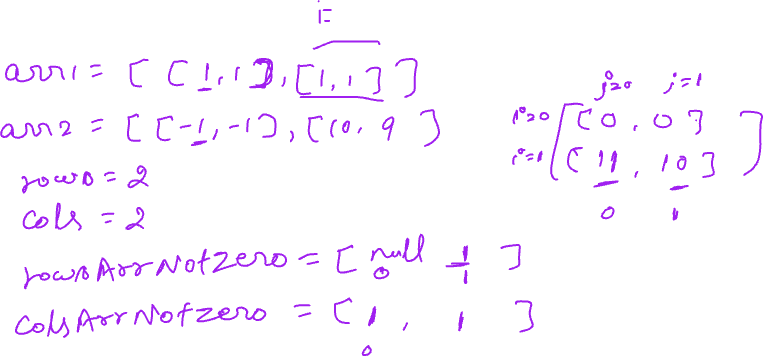 i=
arr1 = [ [1,1], [1,1] ]
arr2 = [ [-1,-1], [10, 9 ]
j=0 j=1
i=0 [ [0, 0]
i=1 [ 11, 10 ] ]
0 1
rows = 2
cols = 2
rowsArrNotzero = [ null 1 ]
0 1
colsArrNotzero = [ 1, 1 ]
0